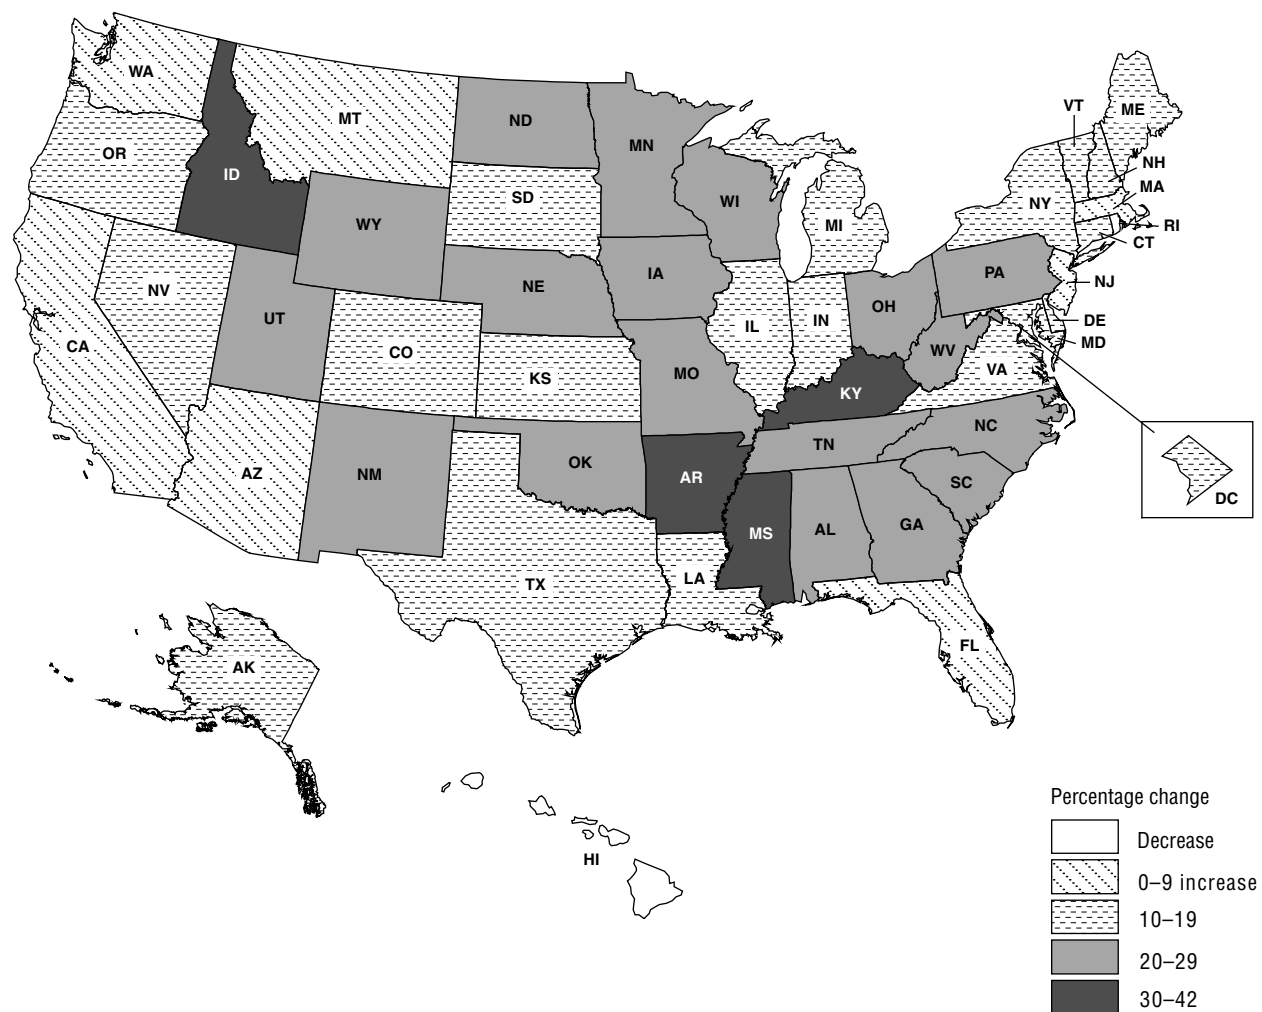 WA
VT
ME
MT
ND
OR
MN
NH
ID
MA
SD
WI
NY
MI
RI
WY
CT
PA
IA
NV
NE
NJ
OH
UT
IL
IN
DE
CA
MD
CO
WV
VA
KS
MO
KY
NC
TN
AZ
OK
NM
AR
SC
DC
GA
MS
AL
LA
TX
FL
AK
HI
Percentage change
Decrease
0–9 increase
10–19
20–29
30–42